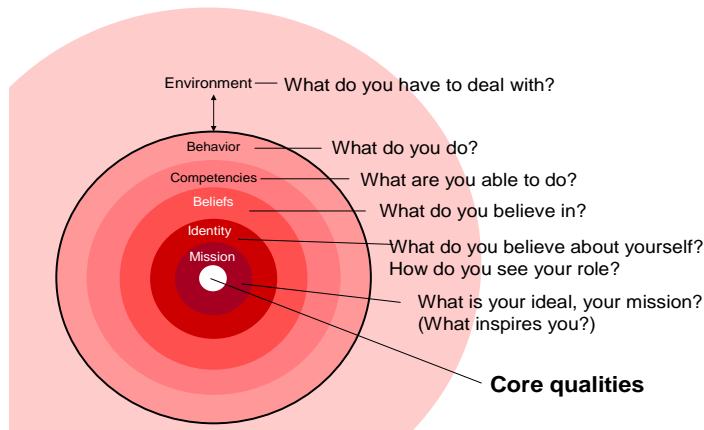 Environment What do you have to deal with?
Behavior What do you do?
Competencies What are you able to do?
Beliefs
What do you believe in?
Identity
What do you believe about yourself?
How do you see your role?
Mission
What is your ideal, your mission?
(What inspires you?)
Core qualities